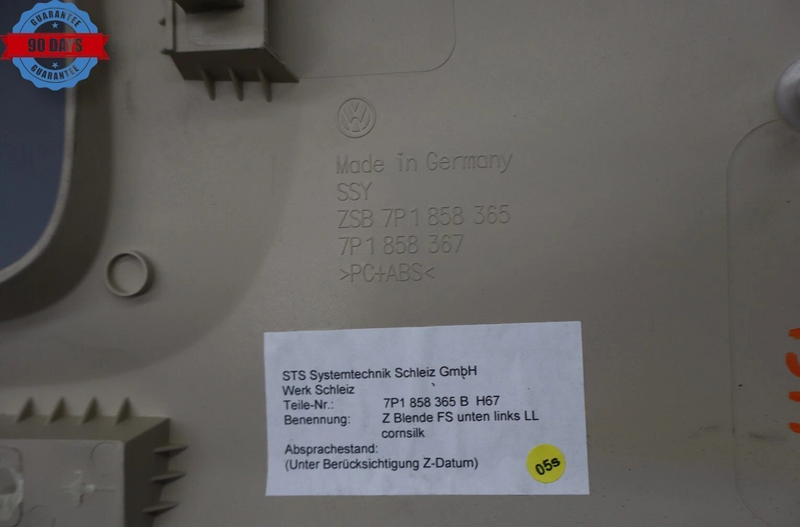 GUARANTEE
90 DAYS
GUARANTEE
Made in Germany
SSY
ZSB 7P1 858 365
7P1 858 367
>PC+ABS<
STS Systemtechnik Schleiz GmbH
Werk Schleiz
Teile-Nr.: 7P1 858 365 B H67
Benennung: Z Blende FS unten links LL
cornsilk
Absprachestand:
(Unter Berücksichtigung Z-Datum)
05s